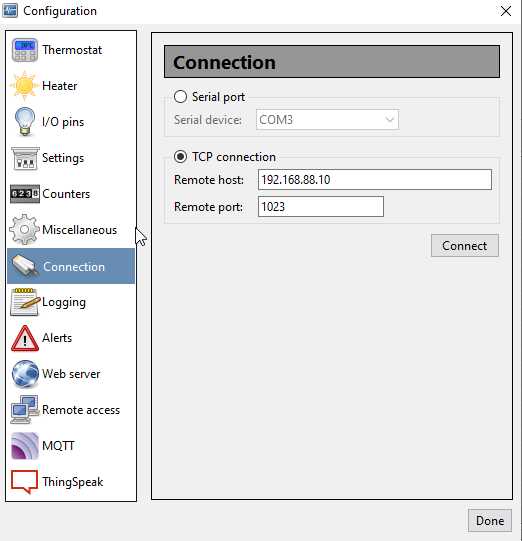 Configuration
Thermostat
Heater
I/O pins
Settings
Counters
Miscellaneous
Connection
Logging
Alerts
Web server
Remote access
MQTT
ThingSpeak
Connection
Serial port
Serial device: COM3
TCP connection
Remote host: 192.168.88.10
Remote port: 1023
Connect
Done